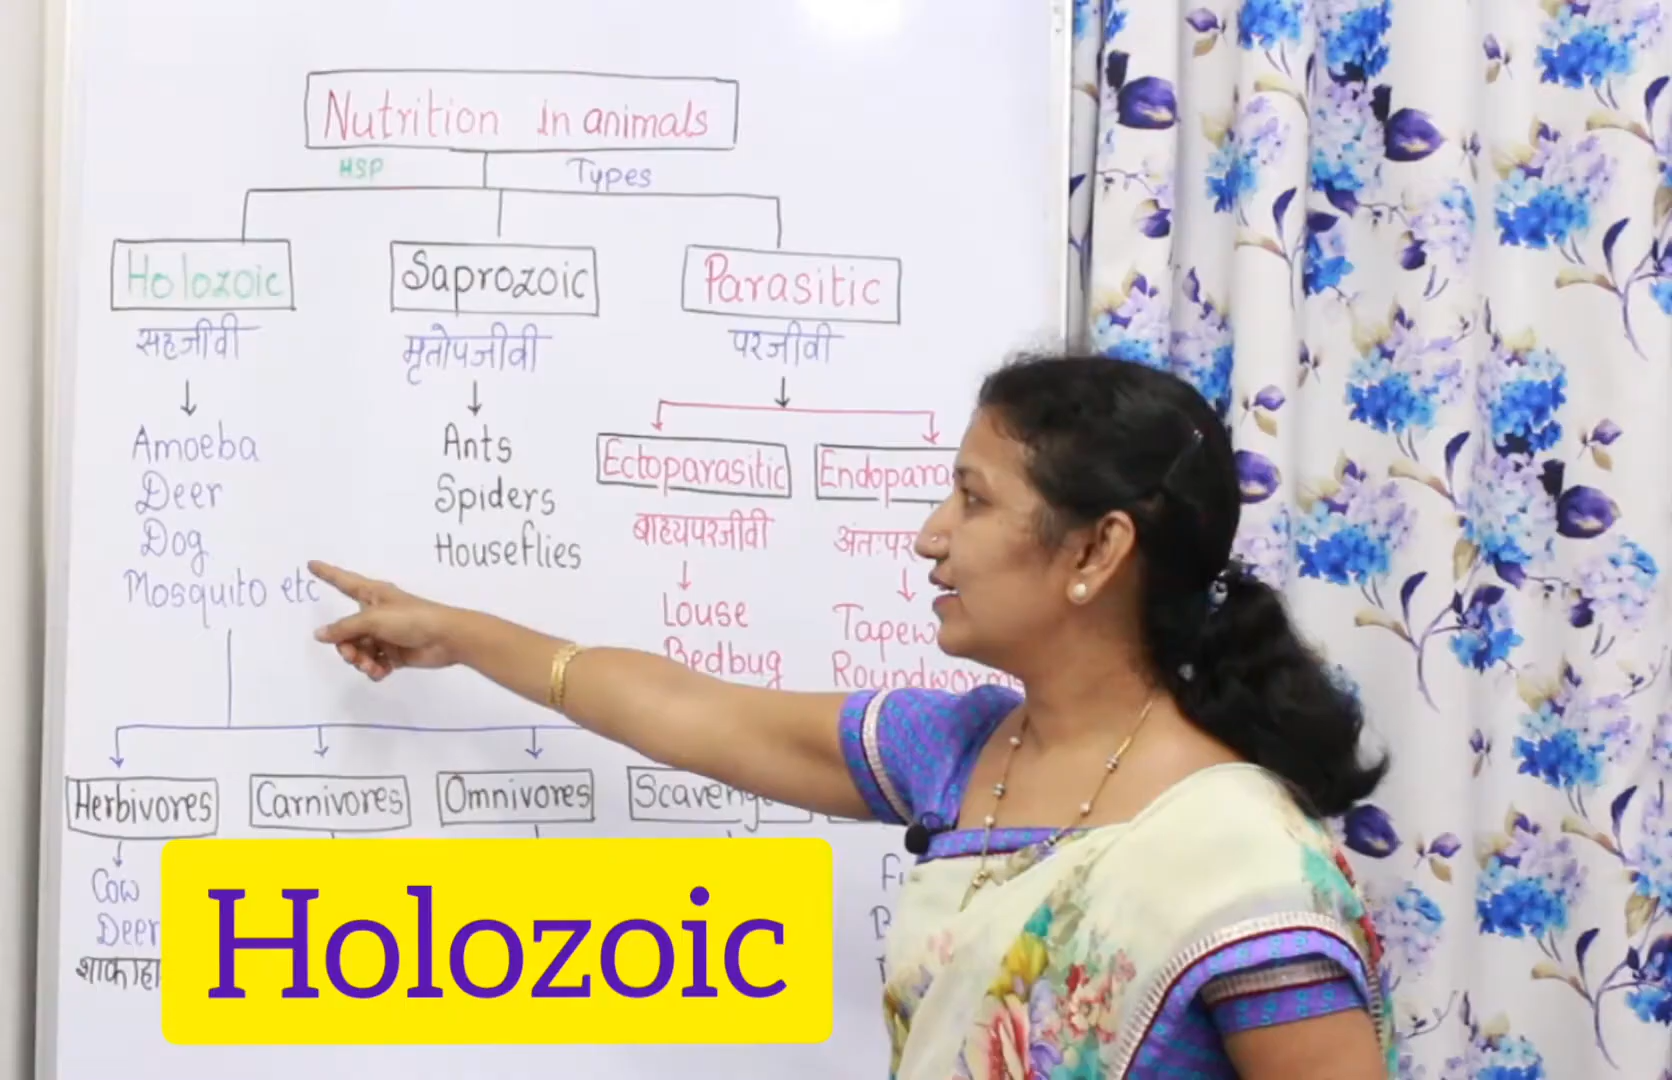 Nutrition in animals
HSP Types
Holozoic Saprozoic Parasitic
सहजीवी मृतोपजीवी परजीवी
Amoeba
Deer
Dog
Mosquito etc
Ants
Spiders
Houseflies
Ectoparasitic
बाह्यपरजीवी
Louse
Bedbug
Roundworms
Herbivores Carnivores Omnivores
Cow
Deer
Holozoic